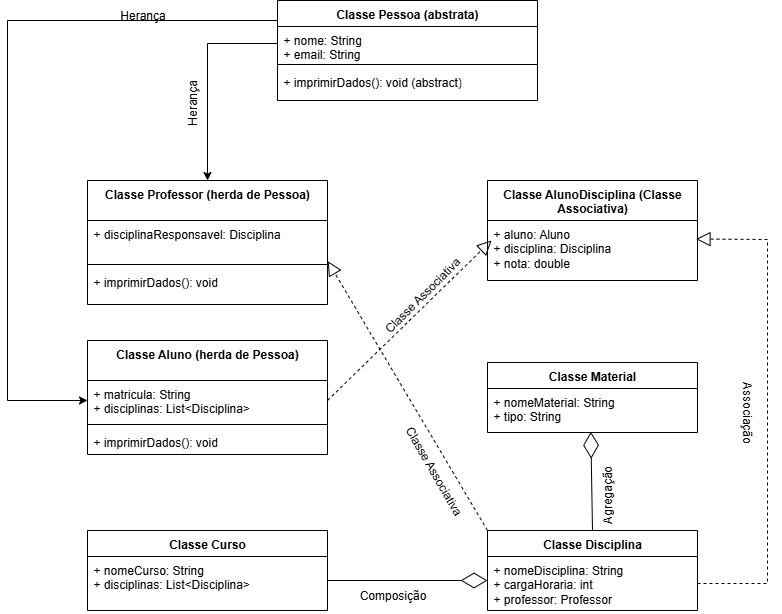 Herança
Classe Pessoa (abstrata)
+ nome: String
+ email: String
+ imprimirDados(): void (abstract)
Herança
Classe Professor (herda de Pessoa)
+ disciplinaResponsavel: Disciplina
+ imprimirDados(): void
Classe AlunoDisciplina (Classe
Associativa)
+ aluno: Aluno
+ disciplina: Disciplina
+ nota: double
Classe Associativa
Classe Aluno (herda de Pessoa)
+ matricula: String
+ disciplinas: List<Disciplina>
+ imprimirDados(): void
Classe Material
+ nomeMaterial: String
+ tipo: String
Associação
Classe Associativa
Agregação
Classe Curso
+ nomeCurso: String
+ disciplinas: List<Disciplina>
Composição
Classe Disciplina
+ nomeDisciplina: String
+ cargaHoraria: int
+ professor: Professor